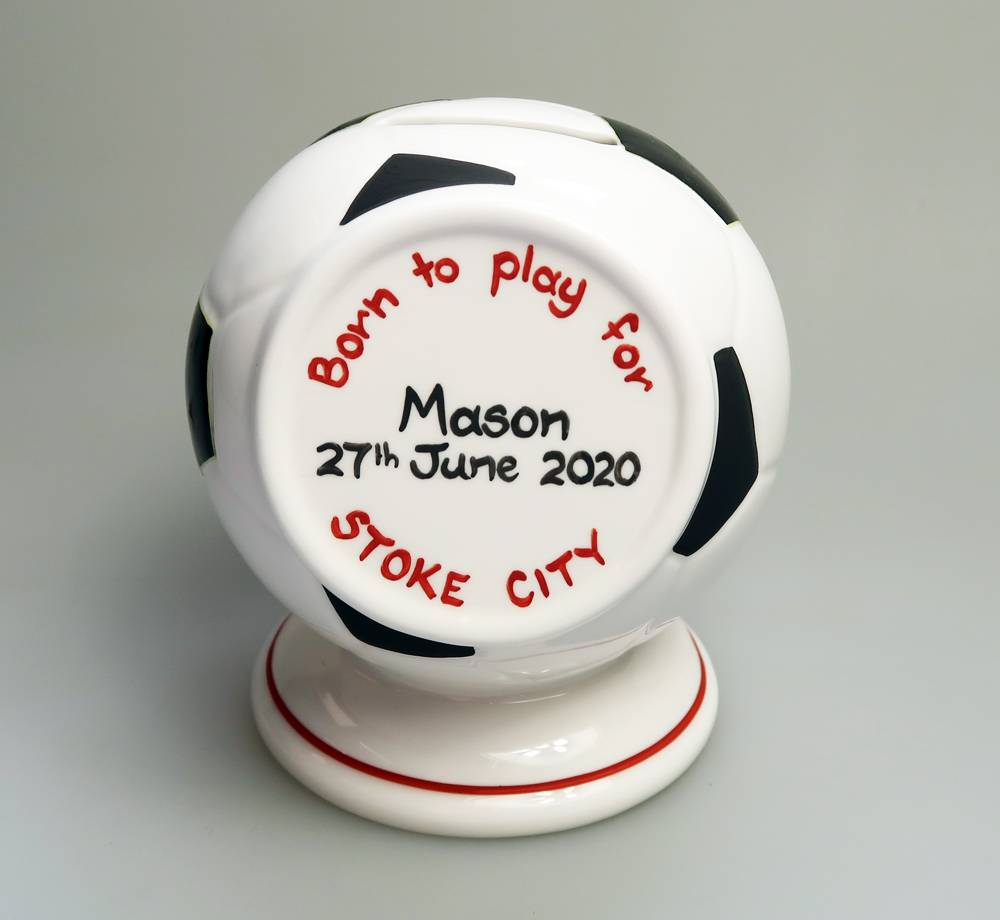 Born to play for
Mason
27th June 2020
STOKE CITY